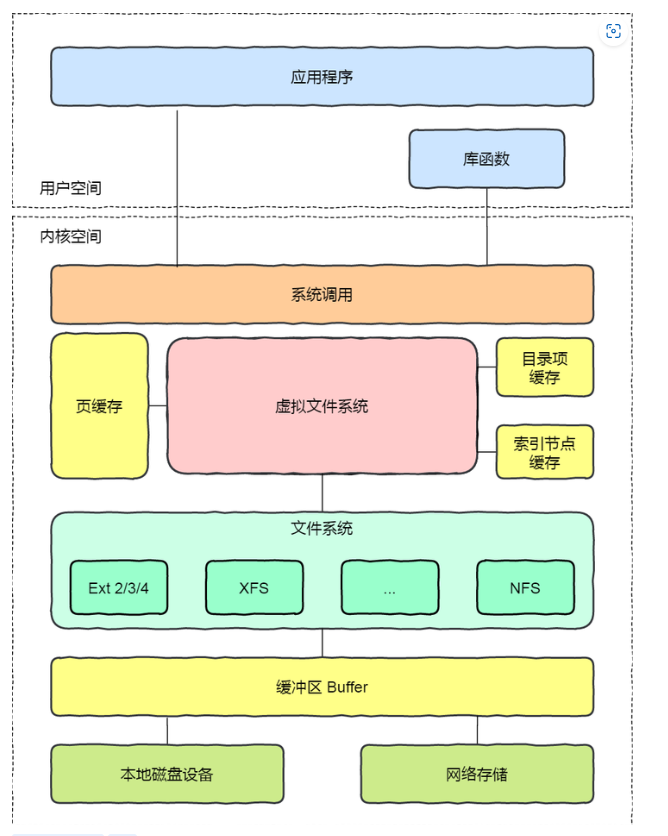 应用程序
库函数
用户空间
内核空间
系统调用
页缓存
虚拟文件系统
目录项
缓存
索引节点
缓存
文件系统
Ext 2/3/4
XFS
...
NFS
缓冲区 Buffer
本地磁盘设备
网络存储